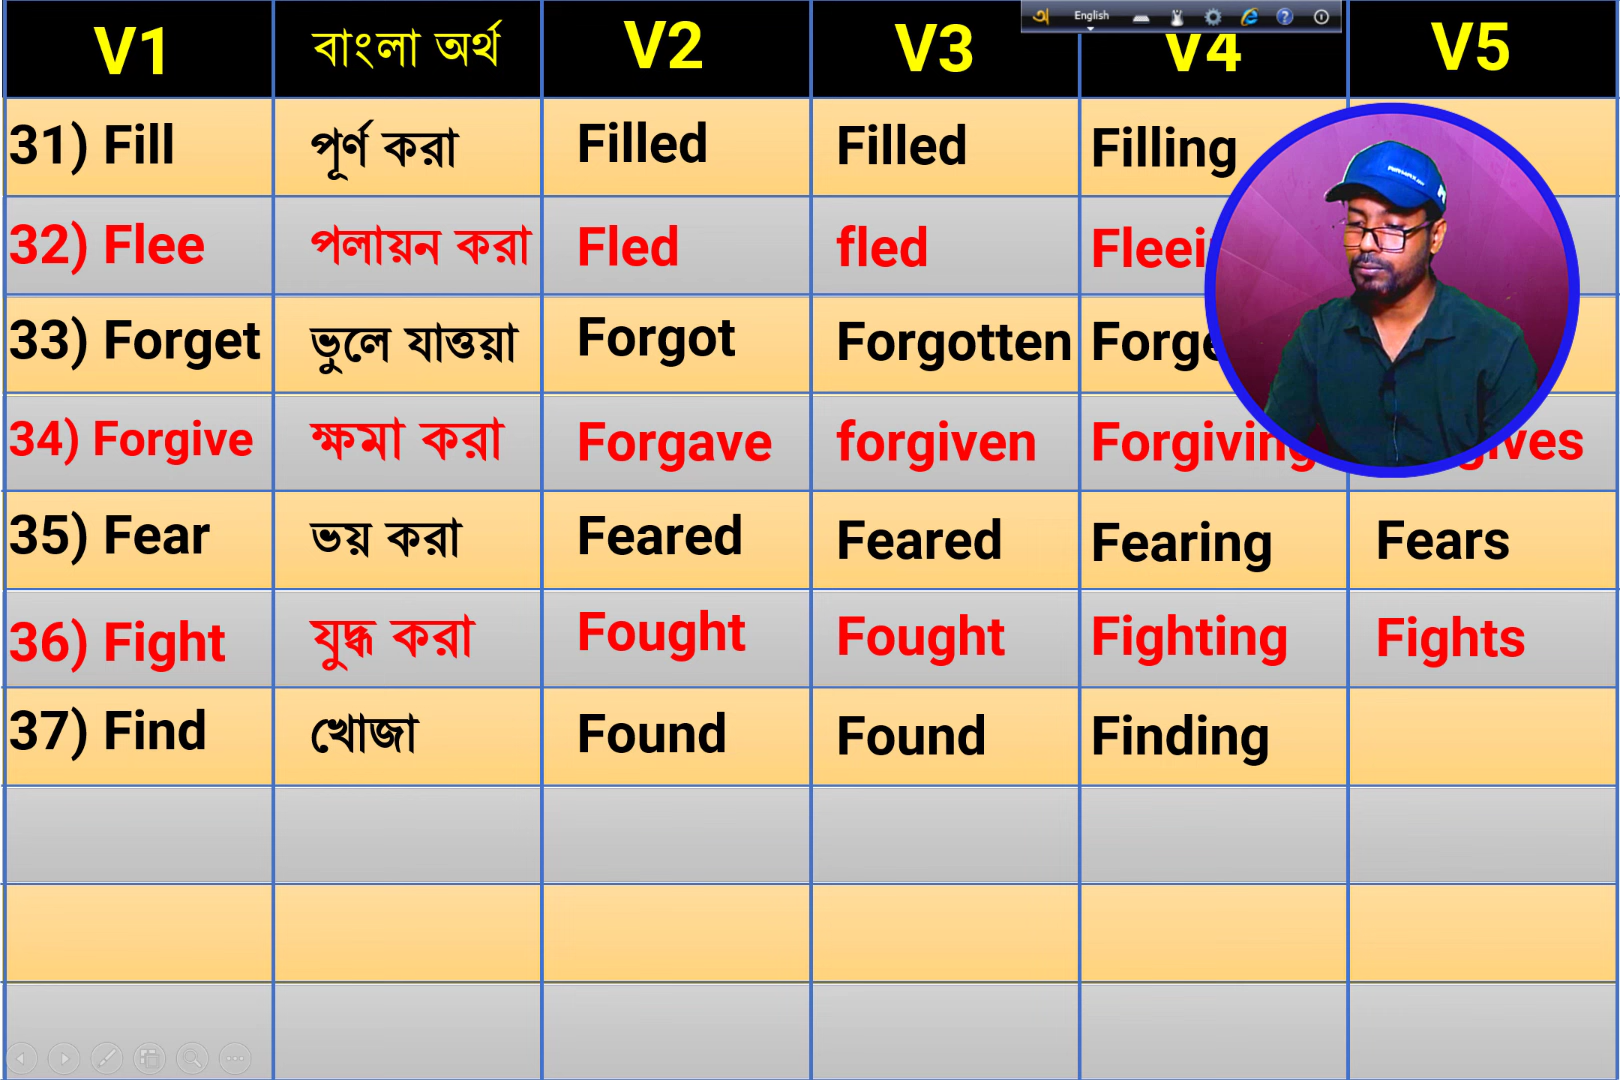 English
V1 বাংলা অর্থ V2 V3 V4 V5
31) Fill পূর্ণ করা Filled Filled Filling
32) Flee পলায়ন করা Fled fled
33) Forget ভুলে যাত্তয়া Forgot Forgotten
34) Forgive ক্ষমা করা Forgave forgiven Forgiving
35) Fear ভয় করা Feared Feared Fearing Fears
36) Fight যুদ্ধ করা Fought Fought Fighting Fights
37) Find খোজা Found Found Finding